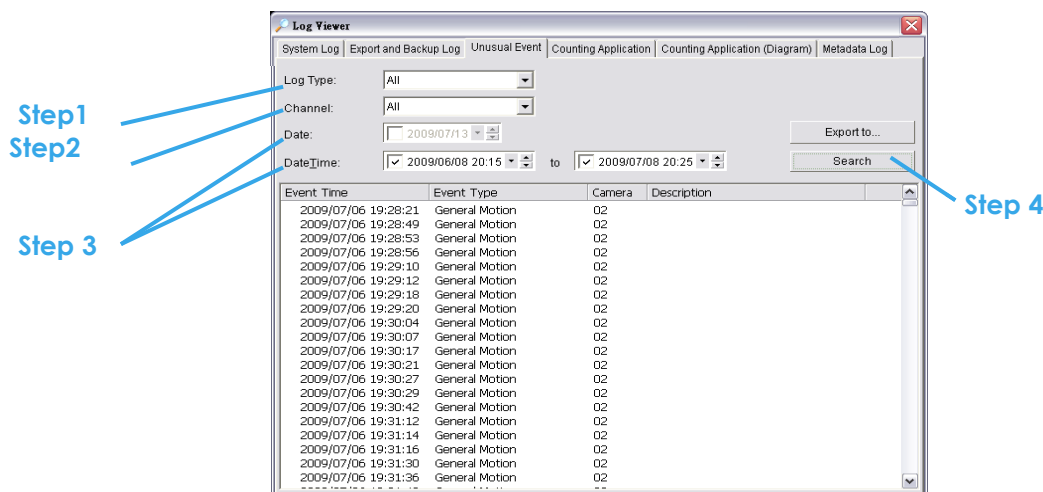 Log Viewer
System Log Export and Backup Log Unusual Event Counting Application Counting Application (Diagram) Metadata Log
Log Type: All
Step1
Channel: All
Step2
Date: 2009/07/13 Export to...
DateTime: 2009/06/08 20:15 to 2009/07/08 20:25 Search
Step 4
Step 3
Event Time Event Type Camera Description
2009/07/06 19:28:21 General Motion 02
2009/07/06 19:28:49 General Motion 02
2009/07/06 19:28:53 General Motion 02
2009/07/06 19:28:56 General Motion 02
2009/07/06 19:29:10 General Motion 02
2009/07/06 19:29:12 General Motion 02
2009/07/06 19:29:18 General Motion 02
2009/07/06 19:29:20 General Motion 02
2009/07/06 19:30:04 General Motion 02
2009/07/06 19:30:07 General Motion 02
2009/07/06 19:30:17 General Motion 02
2009/07/06 19:30:21 General Motion 02
2009/07/06 19:30:27 General Motion 02
2009/07/06 19:30:29 General Motion 02
2009/07/06 19:30:42 General Motion 02
2009/07/06 19:31:12 General Motion 02
2009/07/06 19:31:14 General Motion 02
2009/07/06 19:31:16 General Motion 02
2009/07/06 19:31:30 General Motion 02
2009/07/06 19:31:36 General Motion 02